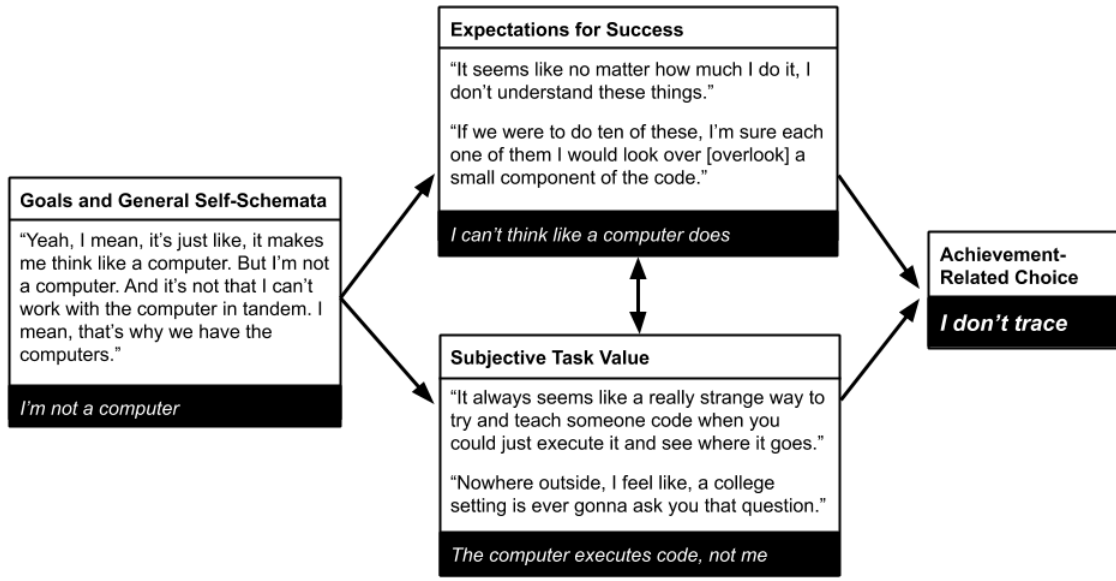 Goals and General Self-Schemata
“Yeah, I mean, it’s just like, it makes
me think like a computer. But I’m not
a computer. And it’s not that I can’t
work with the computer in tandem. I
mean, that’s why we have the
computers.”
I’m not a computer
Expectations for Success
“It seems like no matter how much I do it, I
don’t understand these things.”
“If we were to do ten of these, I’m sure each
one of them I would look over [overlook] a
small component of the code.”
I can’t think like a computer does
Subjective Task Value
“It always seems like a really strange way to
try and teach someone code when you
could just execute it and see where it goes.”
“Nowhere outside, I feel like, a college
setting is ever gonna ask you that question.”
The computer executes code, not me
Achievement-
Related Choice
I don’t trace